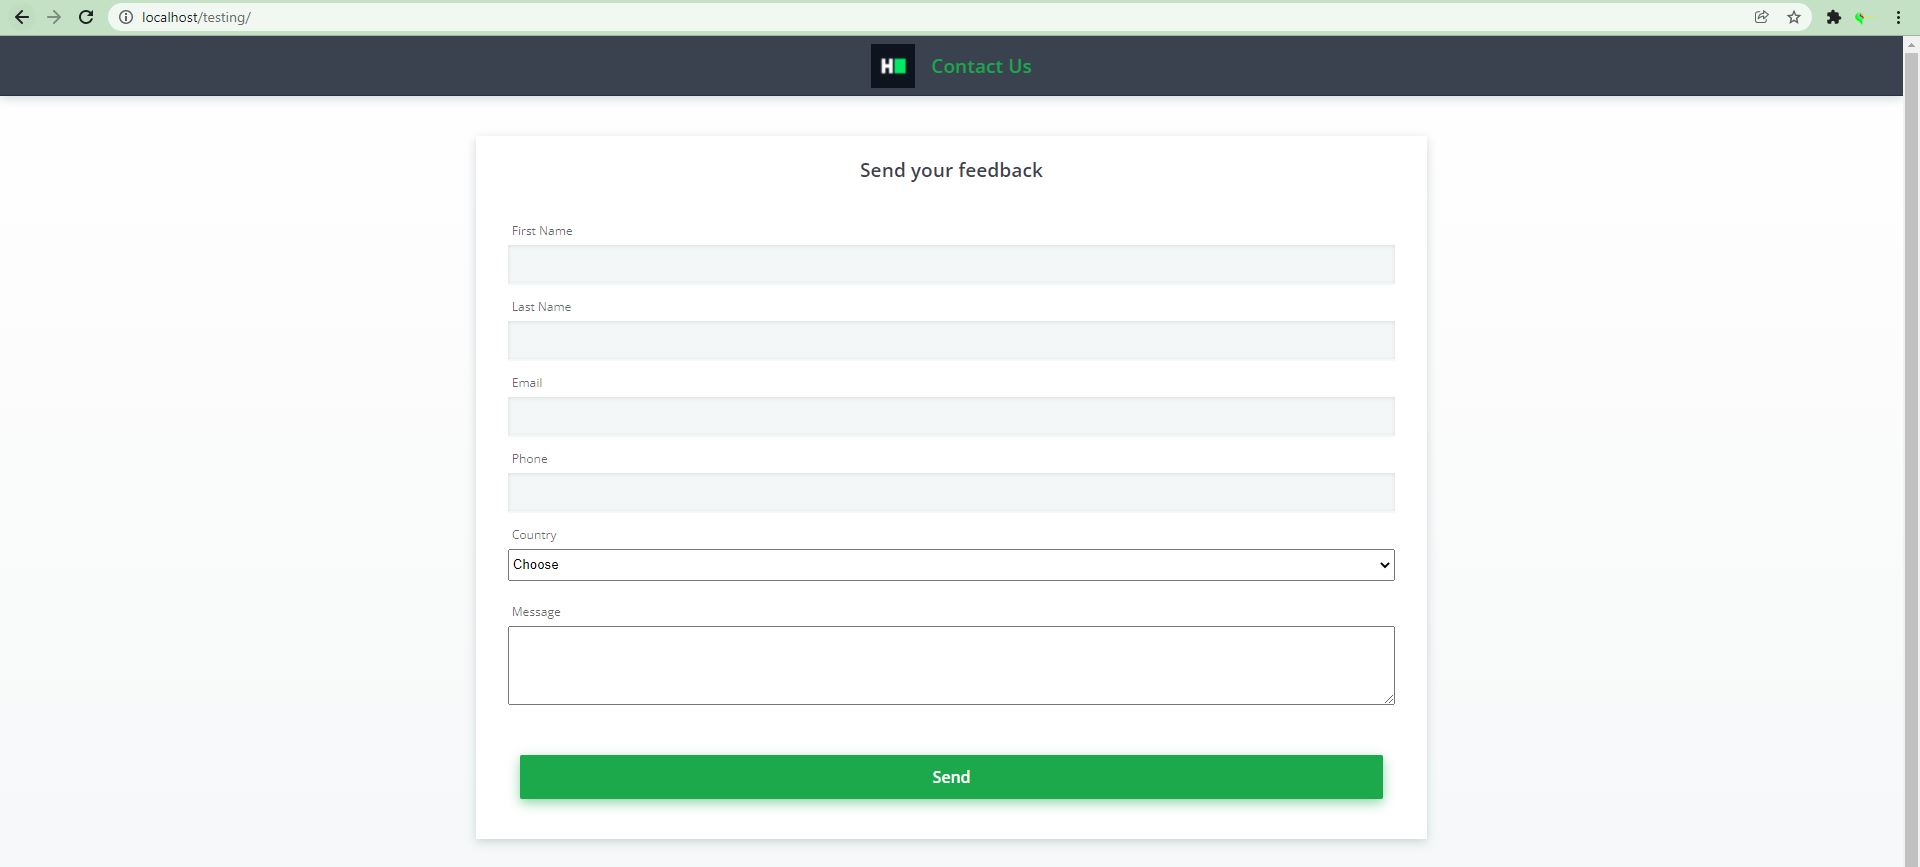 localhost/testing/
H
Contact Us
Send your feedback
First Name
Last Name
Email
Phone
Country
Choose
Message
Send